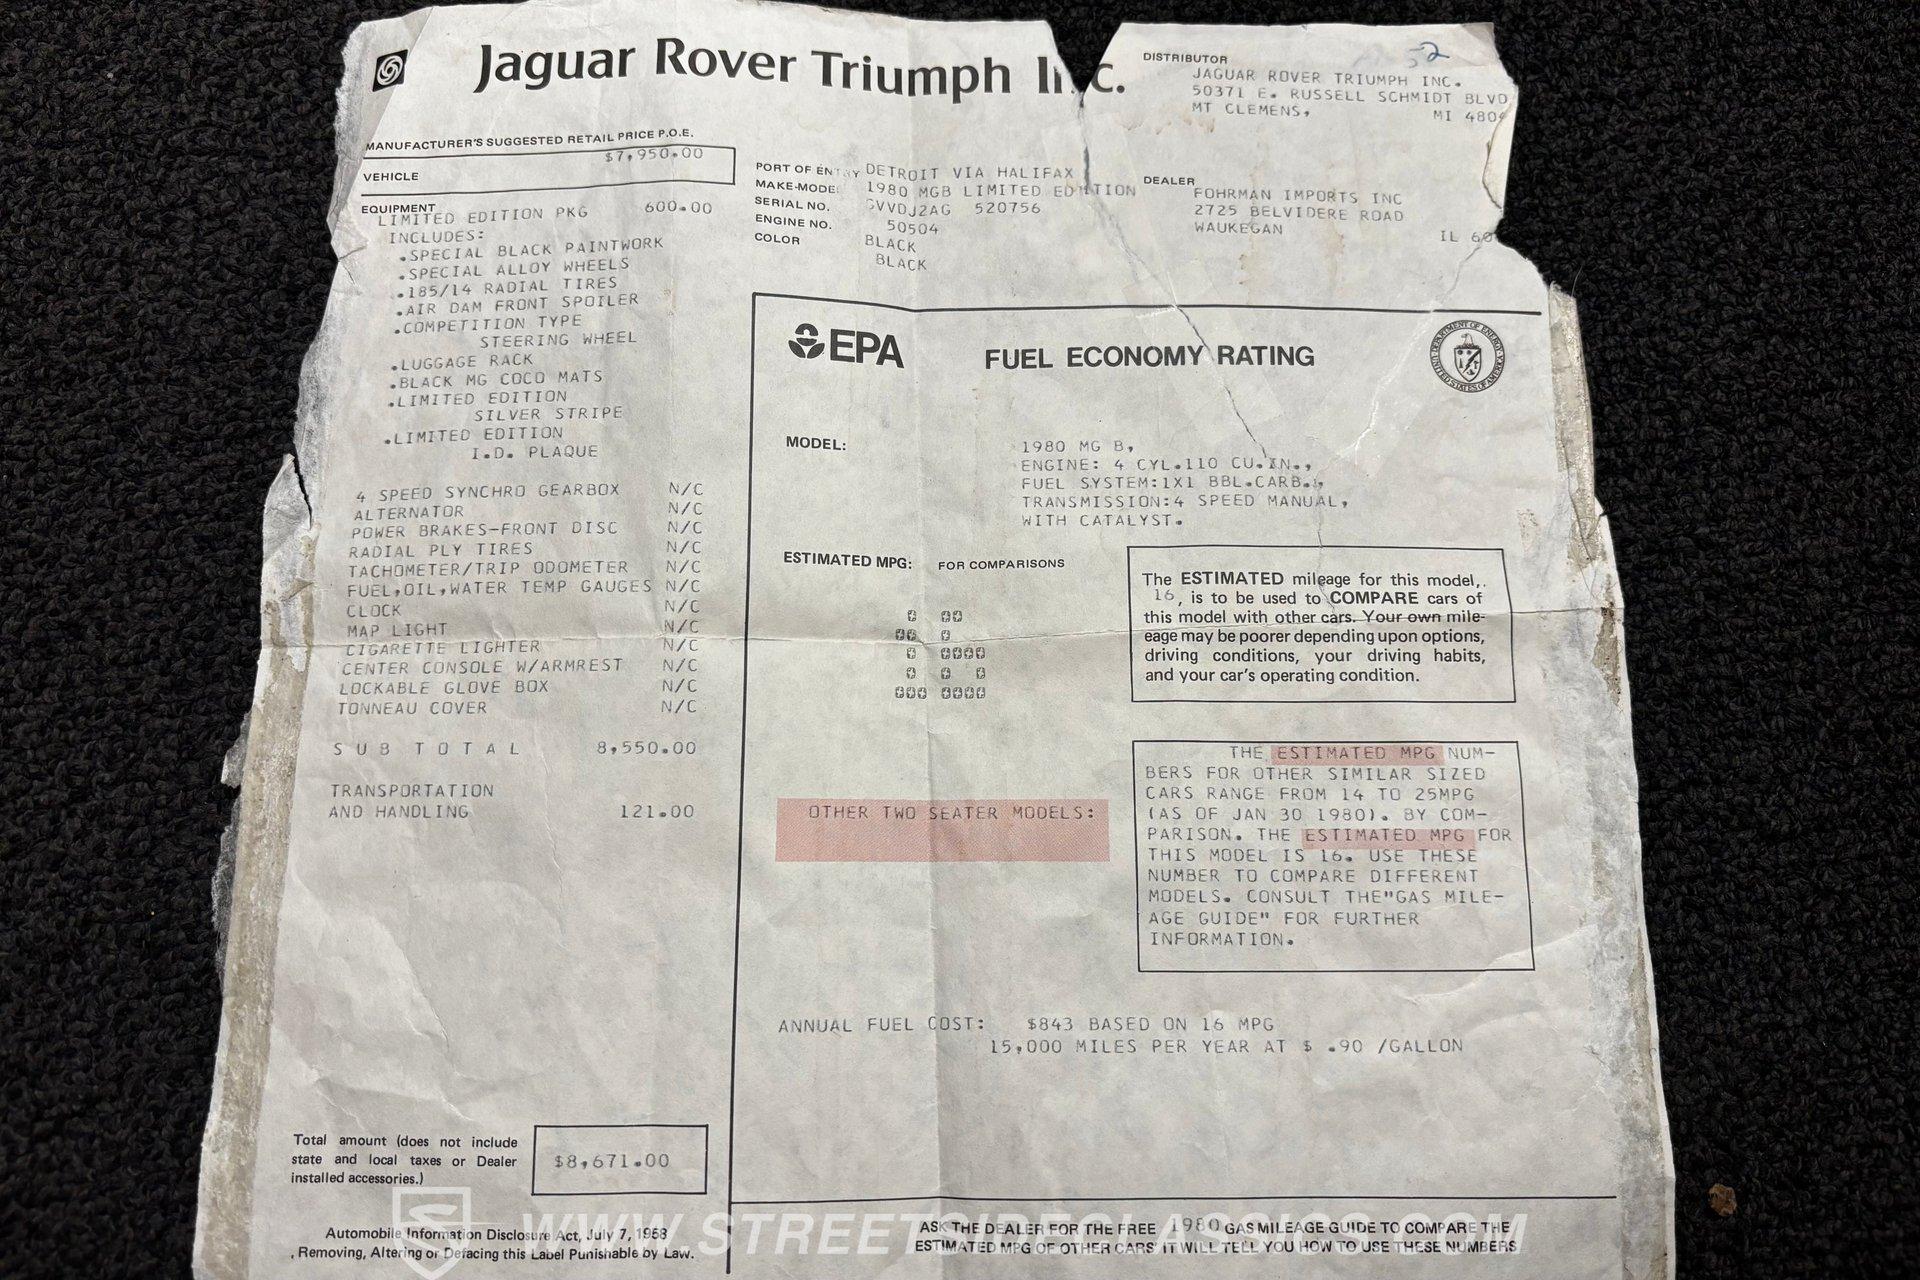 Jaguar Rover Triumph Inc.
MANUFACTURER'S SUGGESTED RETAIL PRICE P.O.E.
$7,950.00
VEHICLE
EQUIPMENT
LIMITED EDITION PKG 600.00
INCLUDES:
.SPECIAL BLACK PAINTWORK
.SPECIAL ALLOY WHEELS
.185/14 RADIAL TIRES
.AIR DAM FRONT SPOILER
.COMPETITION TYPE
STEERING WHEEL
.LUGGAGE RACK
.BLACK MG COCO MATS
.LIMITED EDITION
SILVER STRIPE
.LIMITED EDITION
I.D. PLAQUE
4 SPEED SYNCHRO GEARBOX N/C
ALTERNATOR N/C
POWER BRAKES-FRONT DISC N/C
RADIAL PLY TIRES N/C
TACHOMETER/TRIP ODOMETER N/C
FUEL,OIL,WATER TEMP GAUGES N/C
CLOCK N/C
MAP LIGHT N/C
CIGARETTE LIGHTER N/C
CENTER CONSOLE W/ARMREST N/C
LOCKABLE GLOVE BOX N/C
TONNEAU COVER N/C
SUB TOTAL 8,550.00
TRANSPORTATION
AND HANDLING 121.00
Total amount (does not include
state and local taxes or Dealer
installed accessories.)
$8,671.00
Automobile Information Disclosure Act, July 7, 1958
Removing, Altering or Defacing this Label Punishable by Law.
PORT OF ENTRY DETROIT VIA HALIFAX
MAKE-MODEL 1980 MGB LIMITED EDITION
SERIAL NO. GVVDJ2AG 520756
ENGINE NO. 50504
COLOR BLACK
BLACK
52
DISTRIBUTOR
JAGUAR ROVER TRIUMPH INC.
50371 E. RUSSELL SCHMIDT BLVD
MT CLEMENS, MI 480
DEALER
FOHRMAN IMPORTS INC
2725 BELVIDERE ROAD
WAUKEGAN IL 60
EPA
FUEL ECONOMY RATING
DEPARTMENT OF ENERGY
UNITED STATES OF AMERICA
MODEL: 1980 MG B,
ENGINE: 4 CYL.110 CU.IN.,
FUEL SYSTEM:1X1 BBL.CARB.,
TRANSMISSION:4 SPEED MANUAL,
WITH CATALYST.
ESTIMATED MPG: FOR COMPARISONS
16
The ESTIMATED mileage for this model,
16, is to be used to COMPARE cars of
this model with other cars. Your own mile-
eage may be poorer depending upon options,
driving conditions, your driving habits,
and your car's operating condition.
OTHER TWO SEATER MODELS:
THE ESTIMATED MPG NUM-
BERS FOR OTHER SIMILAR SIZED
CARS RANGE FROM 14 TO 25MPG
(AS OF JAN 30 1980). BY COM-
PARISON. THE ESTIMATED MPG FOR
THIS MODEL IS 16. USE THESE
NUMBER TO COMPARE DIFFERENT
MODELS. CONSULT THE"GAS MILE-
AGE GUIDE" FOR FURTHER
INFORMATION.
ANNUAL FUEL COST: $843 BASED ON 16 MPG
15,000 MILES PER YEAR AT $ .90 /GALLON
ASK THE DEALER FOR THE FREE 1980 GAS MILEAGE GUIDE TO COMPARE THE
ESTIMATED MPG OF OTHER CARS IT WILL TELL YOU HOW TO USE THESE NUMBERS
WWW.STREETSIDECLASSICS.COM